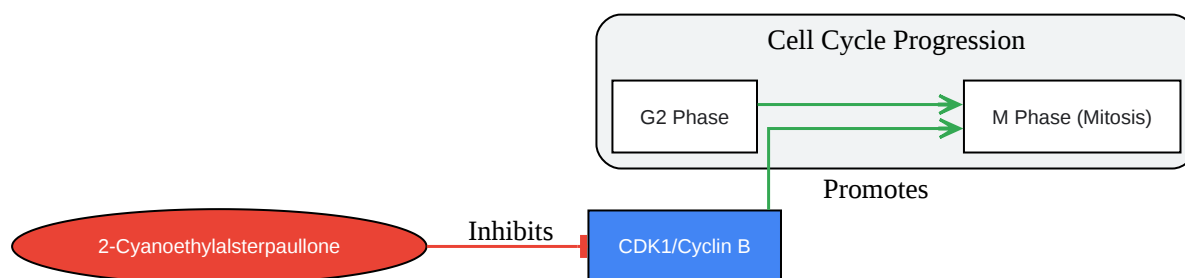 Cell Cycle Progression
G2 Phase
M Phase (Mitosis)
Promotes
2-Cyanoethylalsterpaullone
Inhibits
CDK1/Cyclin B